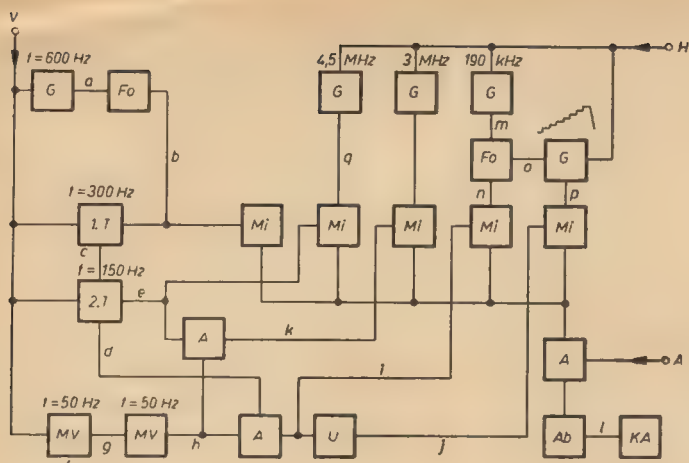 V
H
t=600 Hz
4,5 MHz
3 MHz
190 kHz
G
a
Fo
G
G
G
m
b
q
Fo
o
G
t=300 Hz
n
p
1.T
Mi
Mi
Mi
Mi
Mi
c
t=150 Hz
2.T
e
A
k
d
i
A
A
t=50 Hz
t=50 Hz
MV
g
MV
h
A
U
j
Ab
l
KA